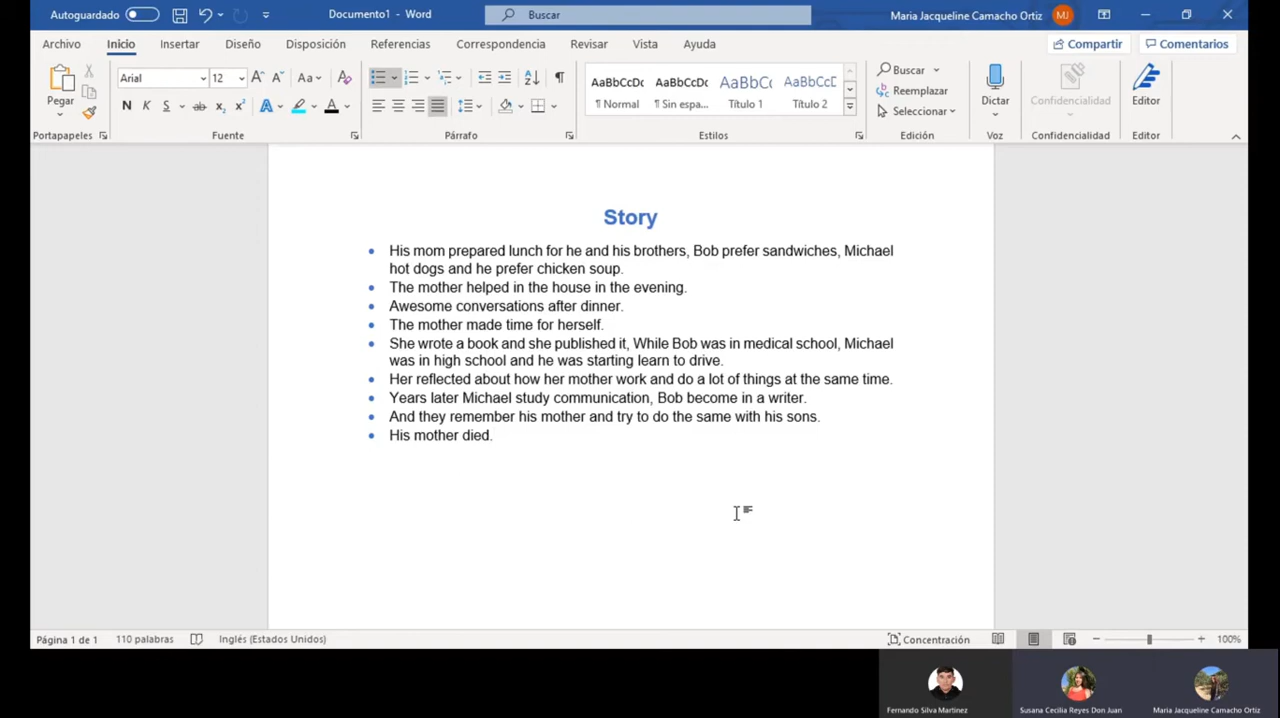 Autoguardado
Documento1 - Word
Buscar
Maria Jacqueline Camacho Ortiz
MJ
Archivo Inicio Insertar Diseño Disposición Referencias Correspondencia Revisar Vista Ayuda
Compartir
Comentarios
Pegar
Arial
12
A^ Aˇ Aa
N K S ab x₂ x² A A
AaBbCcDc AaBbCcDc AaBbCc AaBbCcD
¶ Normal ¶ Sin espa... Título 1 Título 2
Buscar
Reemplazar
Seleccionar
Dictar
Confidencialidad
Editor
Portapapeles Fuente Párrafo Estilos Edición Voz Confidencialidad Editor
Story
• His mom prepared lunch for he and his brothers, Bob prefer sandwiches, Michael
hot dogs and he prefer chicken soup.
• The mother helped in the house in the evening.
• Awesome conversations after dinner.
• The mother made time for herself.
• She wrote a book and she published it, While Bob was in medical school, Michael
was in high school and he was starting learn to drive.
• Her reflected about how her mother work and do a lot of things at the same time.
• Years later Michael study communication, Bob become in a writer.
• And they remember his mother and try to do the same with his sons.
• His mother died.
Página 1 de 1 110 palabras Inglés (Estados Unidos) Concentración 100%
Fernando Silva Martinez Susana Cecilia Reyes Don Juan Maria Jacqueline Camacho Ortiz